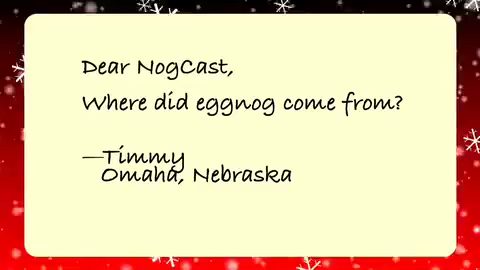 Dear NogCast,
Where did eggnog come from?
—Timmy
Omaha, Nebraska